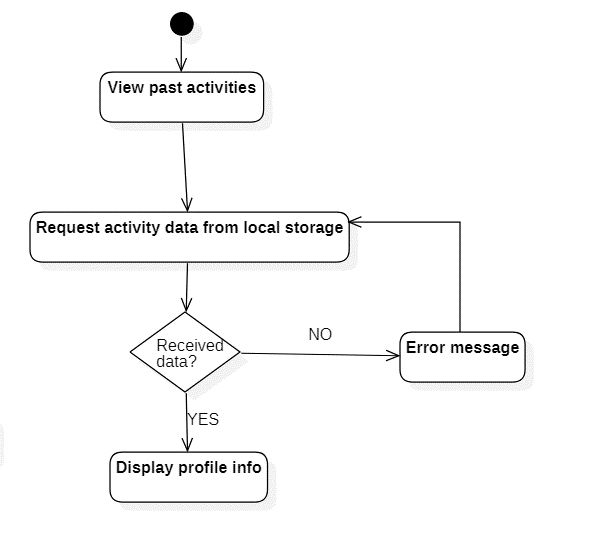 View past activities
Request activity data from local storage
Received
data?
NO
Error message
YES
Display profile info